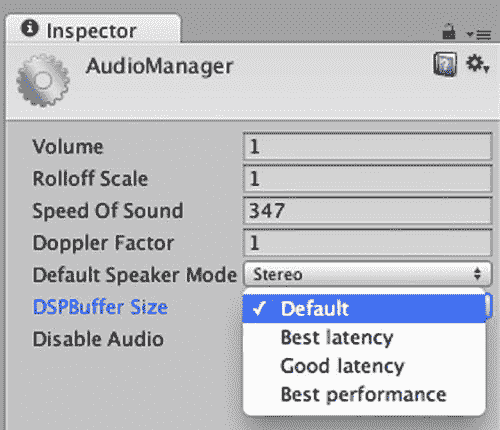 Inspector
AudioManager
Volume 1
Rolloff Scale 1
Speed Of Sound 347
Doppler Factor 1
Default Speaker Mode Stereo
DSPBuffer Size ✓ Default
Disable Audio
Best latency
Good latency
Best performance